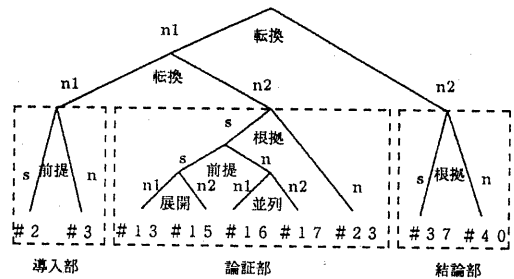 n1 転換
転換
n1 n2 n2
s 根拠
前提 s 前提 n s 根拠
s n n1 n2 n1 n2 n n
展開 並列
#2 #3 #13 #15 #16 #17 #23 #37 #40
導入部 論証部 結論部